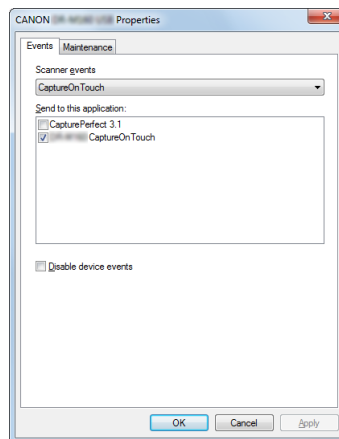 CANON Properties
Events Maintenance
Scanner events
CaptureOnTouch
Send to this application:
CapturePerfect 3.1
CaptureOnTouch
Disable device events
OK Cancel Apply